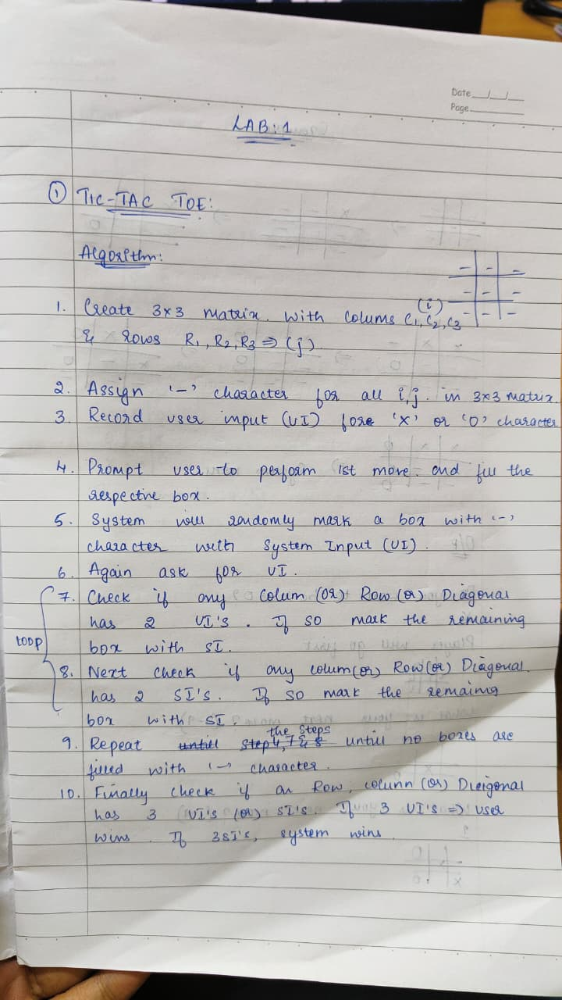 Date __/__/__
Page
LAB: 1
① TIC-TAC TOE:
Algorithm:
1. Create 3x3 matrix. with Colums (i) C1, C2, C3
& Rows R1, R2, R3 ⇒ (j)
2. Assign '-' character for all i,j. in 3x3 matrix.
3. Record user input (UI) fore 'X' or 'O' character
4. Prompt user to perform 1st move. and fill the
respective box.
5. System will randomly mark a box with '-'
character with System Input (UI).
6. Again ask for UI.
7. Check if any Colum (or) Row (or) Diagonal
has 2 UI's. If so mark the remaining
loop
box with SI.
8. Next check if any colum (or) Row (or) Diagonal.
has 2 SI's. If so mark the remaing
box with SI.
9. Repeat the steps 7 & 8 untill no boxes are
filled with '-' character.
10. Finally check if an Row, column (or) Dieigonal
has 3 UI's (or) SI's. If 3 UI's => user
wins. If 3SI's, system wins